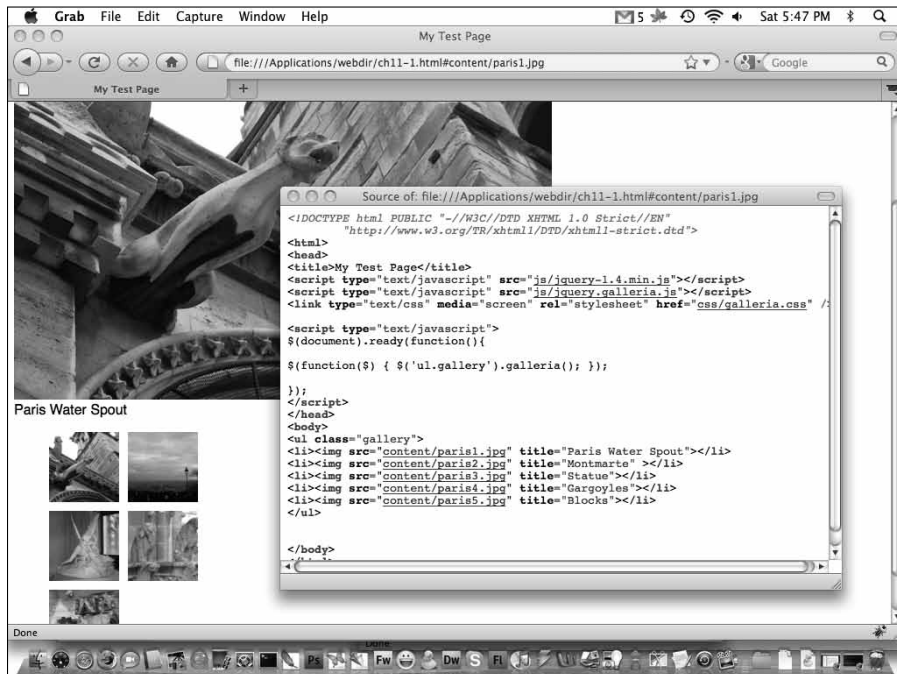 Grab File Edit Capture Window Help 5 Sat 5:47 PM
My Test Page
file:///Applications/webdir/ch11-1.html#content/paris1.jpg Google
My Test Page +
Source of: file:///Applications/webdir/ch11-1.html#content/paris1.jpg
<!DOCTYPE html PUBLIC "-//W3C//DTD XHTML 1.0 Strict//EN"
"http://www.w3.org/TR/xhtml1/DTD/xhtml1-strict.dtd">
<html>
<head>
<title>My Test Page</title>
<script type="text/javascript" src="js/jquery-1.4.min.js"></script>
<script type="text/javascript" src="js/jquery.galleria.js"></script>
<link type="text/css" media="screen" rel="stylesheet" href="css/galleria.css" />
<script type="text/javascript">
$(document).ready(function(){
$(function($) { $('ul.gallery').galleria(); });
});
</script>
</head>
<body>
<ul class="gallery">
<li><img src="content/paris1.jpg" title="Paris Water Spout"></li>
<li><img src="content/paris2.jpg" title="Montmarte" ></li>
<li><img src="content/paris3.jpg" title="Statue"></li>
<li><img src="content/paris4.jpg" title="Gargoyles"></li>
<li><img src="content/paris5.jpg" title="Blocks"></li>
</ul>
</body>
Paris Water Spout
Done
Done
Ps Fw Dw S Fl